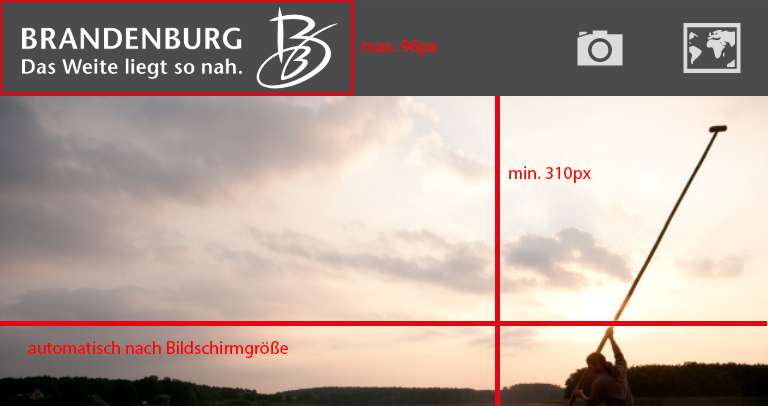 BRANDENBURG
Das Weite liegt so nah.
max. 96px
min. 310px
automatisch nach Bildschirmgröße